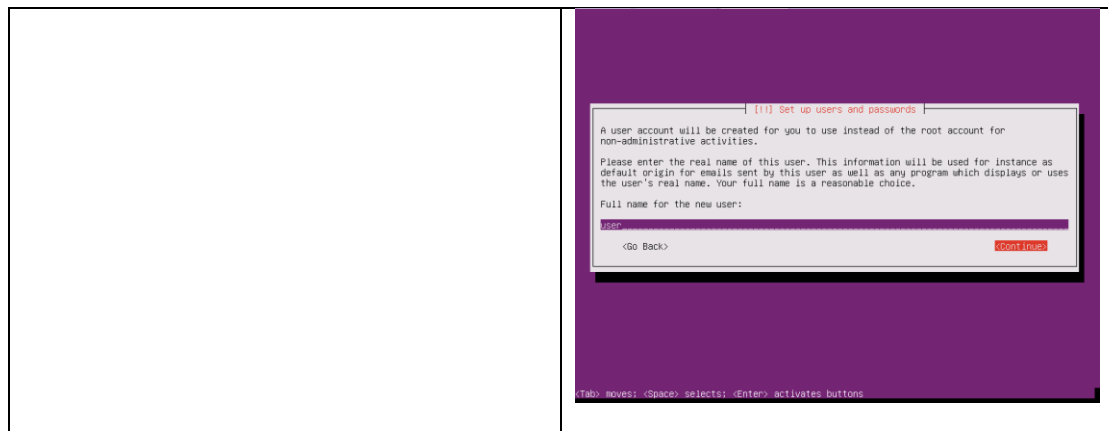 [!!] Set up users and passwords
A user account will be created for you to use instead of the root account for
non-administrative activities.
Please enter the real name of this user. This information will be used for instance as
default origin for emails sent by this user as well as any program which displays or uses
the user's real name. Your full name is a reasonable choice.
Full name for the new user:
user
<Go Back> <Continue>
<Tab> moves; <Space> selects; <Enter> activates buttons